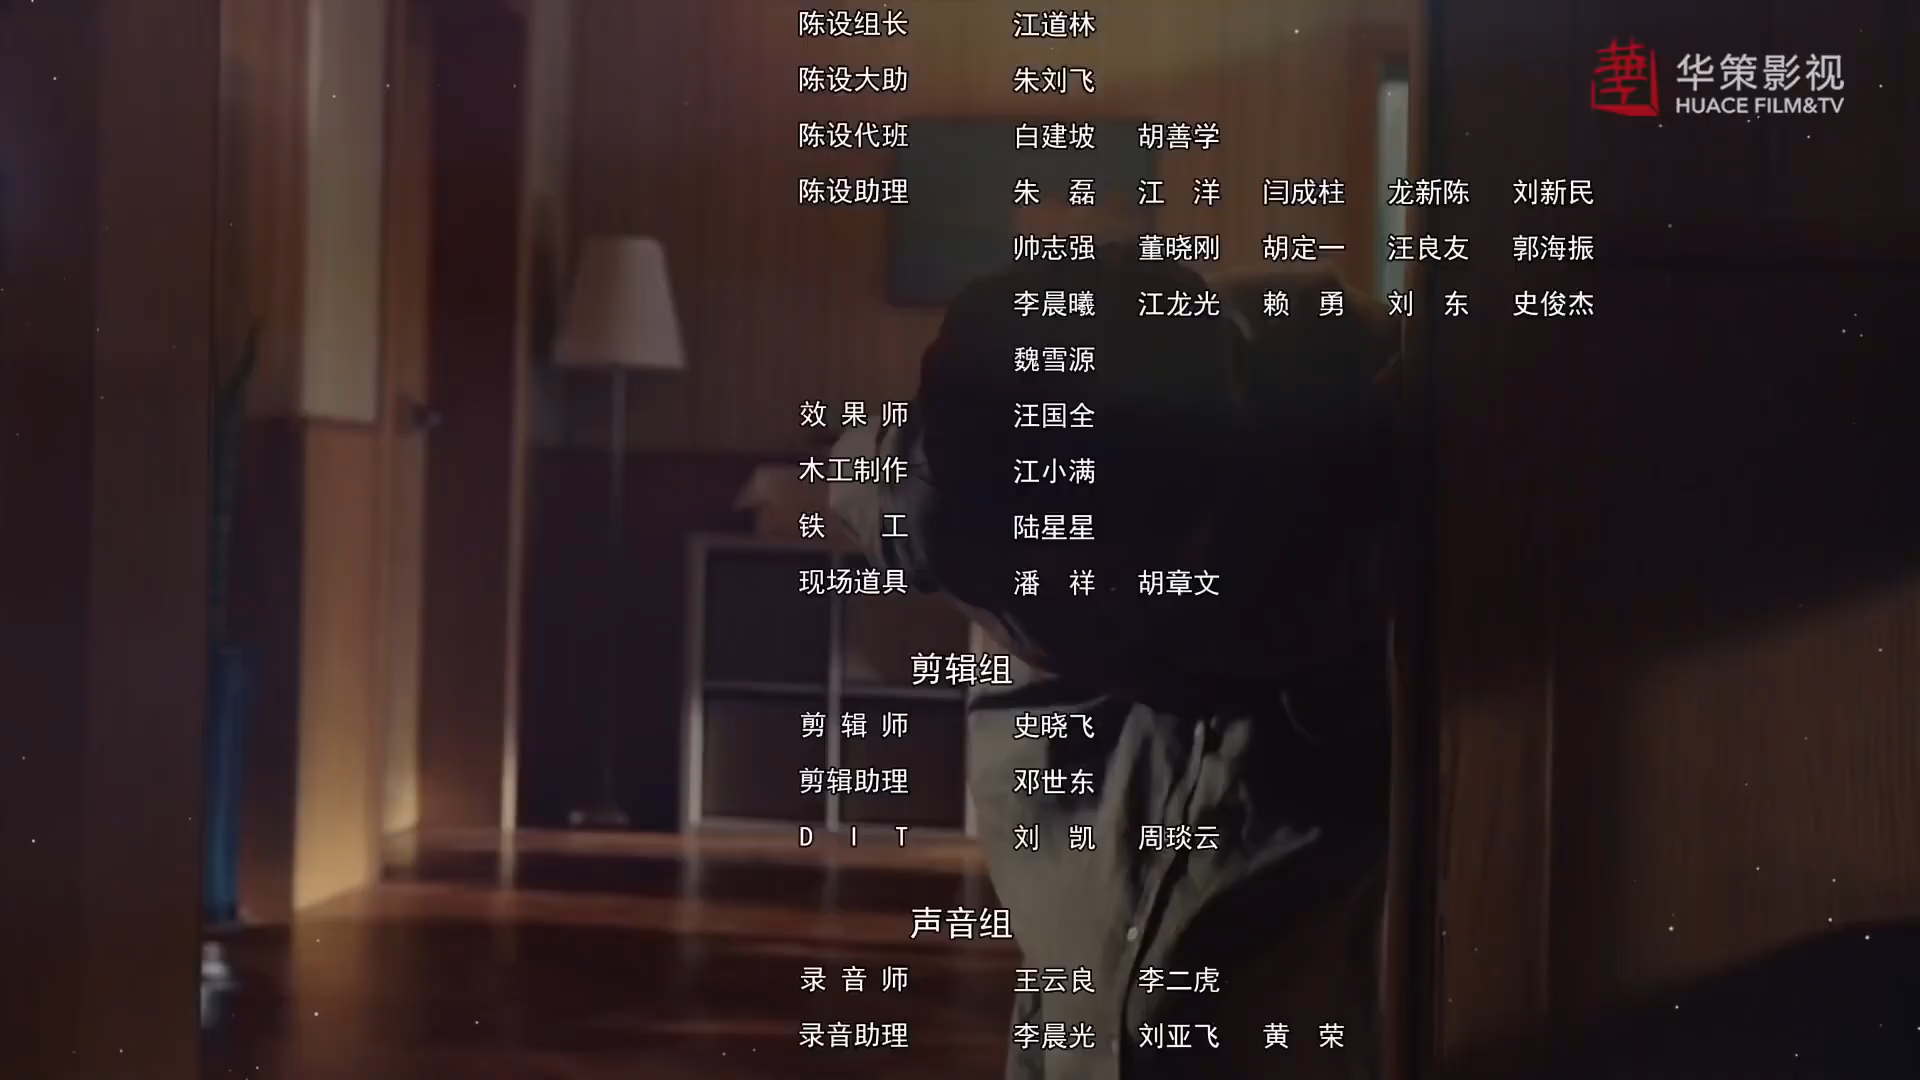 陈设组长 江道林
华策影视
HUACE FILM&TV
陈设大助 朱刘飞
陈设代班 白建坡 胡善学
陈设助理 朱 磊 江 洋 闫成柱 龙新陈 刘新民
帅志强 董晓刚 胡定一 汪良友 郭海振
李晨曦 江龙光 赖 勇 刘 东 史俊杰
魏雪源
效 果 师 汪国全
木工制作 江小满
铁 工 陆星星
现场道具 潘 祥 胡章文
剪辑组
剪 辑 师 史晓飞
剪辑助理 邓世东
D I T 刘 凯 周琰云
声音组
录 音 师 王云良 李二虎
录音助理 李晨光 刘亚飞 黄 荣